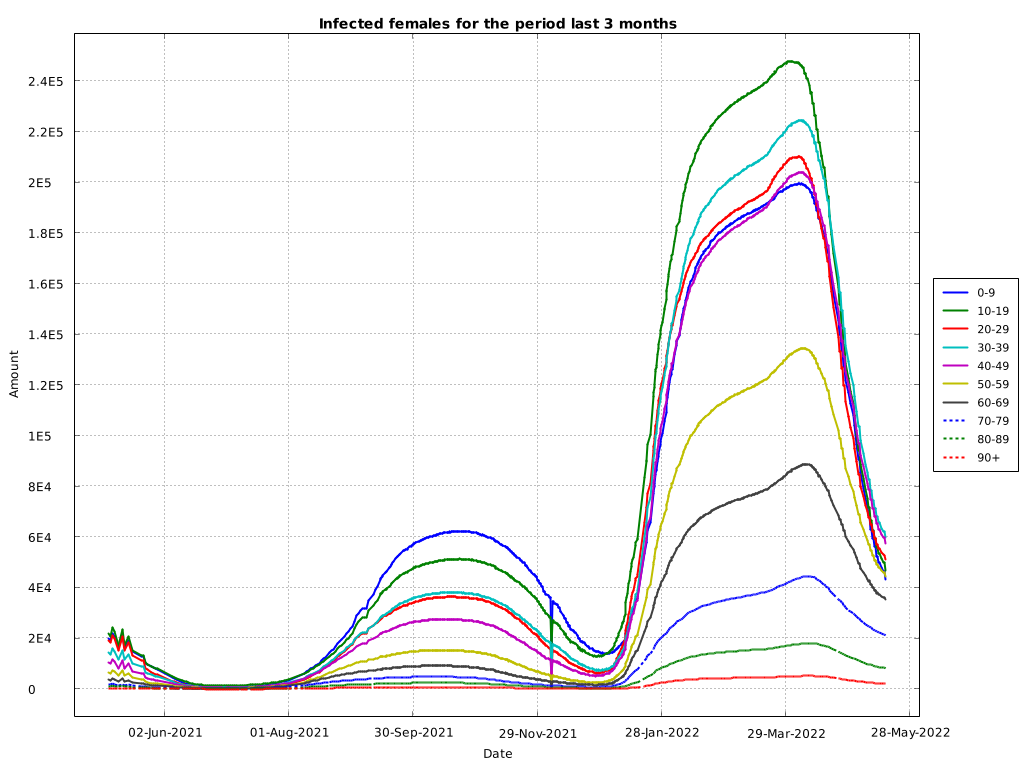 Infected females for the period last 3 months
2.4E5
2.2E5
2E5
1.8E5
1.6E5
1.4E5
1.2E5
1E5
8E4
6E4
4E4
2E4
0
Amount
02-Jun-2021
01-Aug-2021
30-Sep-2021
29-Nov-2021
28-Jan-2022
29-Mar-2022
28-May-2022
Date
0-9
10-19
20-29
30-39
40-49
50-59
60-69
70-79
80-89
90+